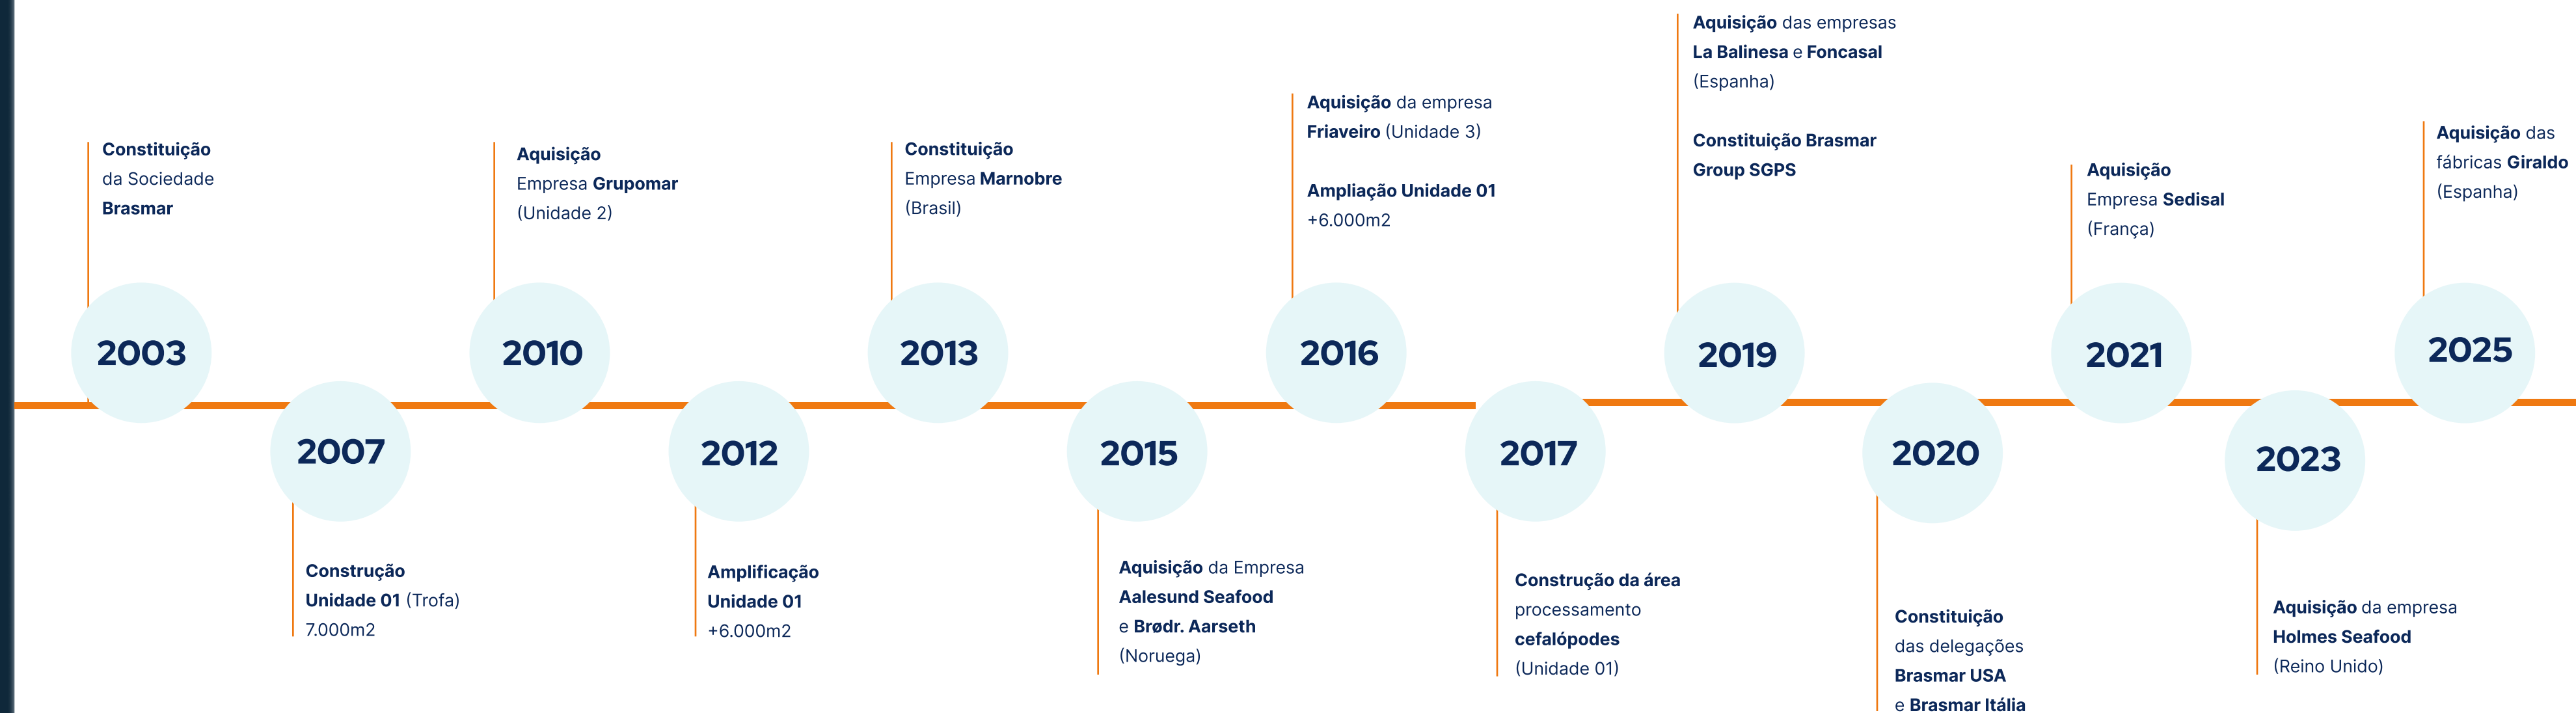 Constituição
da Sociedade
Brasmar
2003
2007
Construção
Unidade 01 (Trofa)
7.000m2
Aquisição
Empresa Grupomar
(Unidade 2)
2010
2012
Amplificação
Unidade 01
+6.000m2
Constituição
Empresa Marnobre
(Brasil)
2013
2015
Aquisição da Empresa
Aalesund Seafood
e Brødr. Aarseth
(Noruega)
Aquisição da empresa
Friaveiro (Unidade 3)
Ampliação Unidade 01
+6.000m2
2016
2017
Construção da área
processamento
cefalópodes
(Unidade 01)
Aquisição das empresas
La Balinesa e Foncasal
(Espanha)
Constituição Brasmar
Group SGPS
2019
2020
Constituição
das delegações
Brasmar USA
e Brasmar Itália
Aquisição
Empresa Sedisal
(França)
2021
2023
Aquisição da empresa
Holmes Seafood
(Reino Unido)
Aquisição das
fábricas Giraldo
(Espanha)
2025